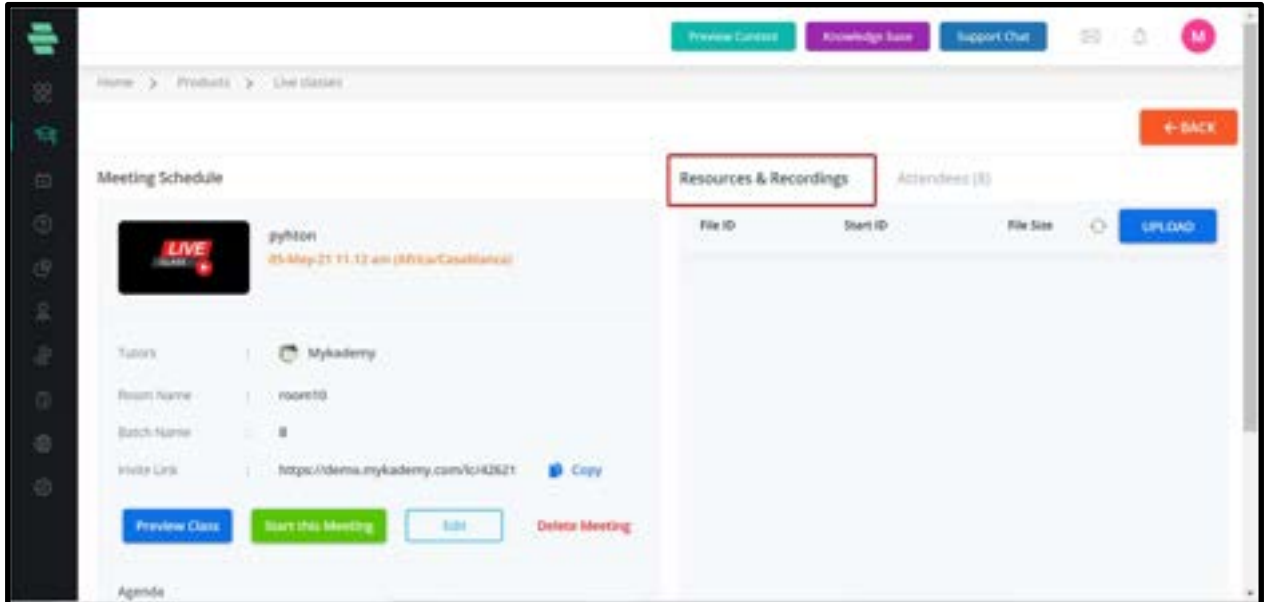 Preview Content Knowledge Base Support Chat M
Home > Products > Live classes
← BACK
Meeting Schedule
Resources & Recordings Attendees (8)
File ID Start ID File Size UPLOAD
LIVE
CLASS
pyhton
05-May-21 11.12 am (Africa/Casablanca)
Tutors : Mykademy
Room Name : room10
Batch Name : B
Invite Link : https://demo.mykademy.com/lc/42621 Copy
Preview Class Start this Meeting Edit Delete Meeting
Agenda